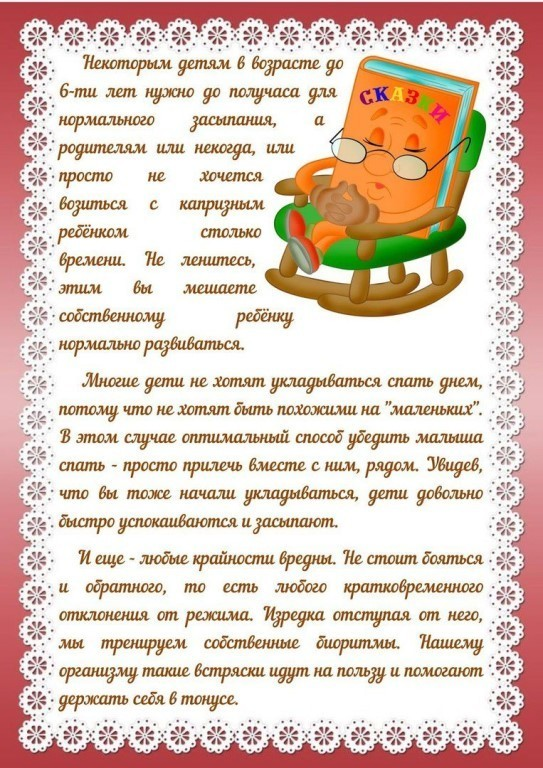 Некоторым детям в возрасте до
6-ти лет нужно до получаса для
нормального засыпания, а
родителям или некогда, или
просто не хочется
возиться с капризным
ребёнком столько
времени. Не ленитесь,
этим вы мешаете
собственному ребёнку
нормально развиваться.
СКАЗКИ
Многие дети не хотят укладываться спать днем,
потому что не хотят быть похожими на "маленьких".
В этом случае оптимальный способ убедить малыша
спать - просто прилечь вместе с ним, рядом. Увидев,
что вы тоже начали укладываться, дети довольно
быстро успокаиваются и засыпают.
И еще - любые крайности вредны. Не стоит бояться
и обратного, то есть любого кратковременного
отклонения от режима. Изредка отступая от него,
мы тренируем собственные биоритмы. Нашему
организму такие встряски идут на пользу и помогают
держать себя в тонусе.